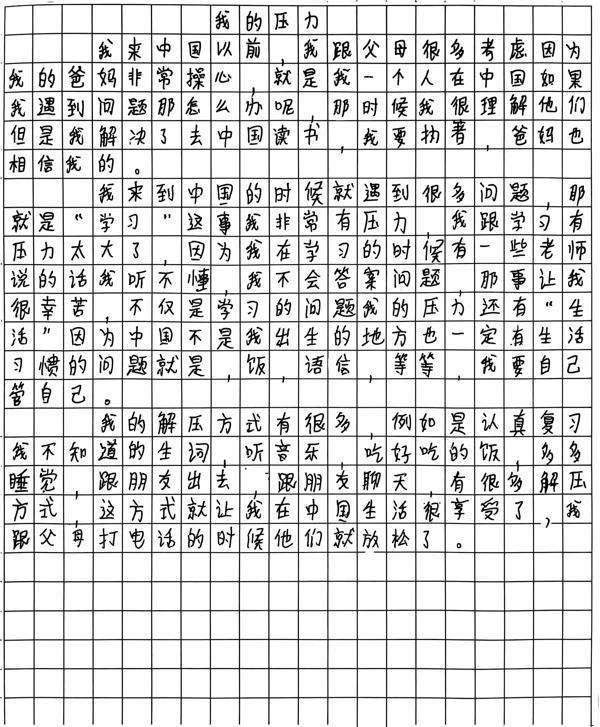 我的压力
我来中国以前，我跟父母很多考虑因为
我的爸妈非常操心，就是我一个人在中国如果
我遇到问题那怎么办呢，那时候我很理解他们
但是我解决了去中国读书，我要执著，爸妈也
相信我的。
我来到中国的时候就遇到很多问题，那
就是“学习”这事我非常有压力，我跟学习有
压力太大了，因为我在学习的时候有一些老师
说的话我听不懂，我不会答案问题，那事让我
很幸苦，不仅是学习的问题我的压力还有“生
活”因为中国不是我出生的地方也一定有生活
习惯的问题就是，饭，语信，等等，我要自己
管自己。
我的解压方式有很多，例如是认真复习
我不知道的生词，听音乐，吃好吃的饭，多多
睡觉，跟朋友出去，跟朋友聊天，有很多解压
方式，这方式就让我在中国生活很享受了，我
跟父母打电话的时候他们就放松了。